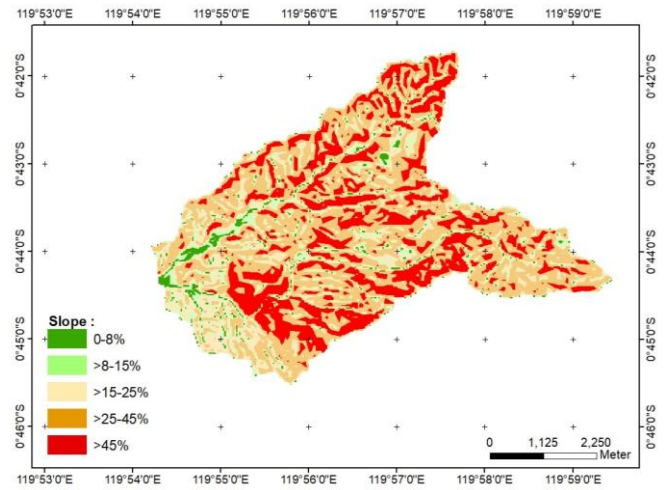 119°53'0"E 119°54'0"E 119°55'0"E 119°56'0"E 119°57'0"E 119°58'0"E 119°59'0"E
0°42'0"S 0°42'0"S
0°43'0"S 0°43'0"S
0°44'0"S 0°44'0"S
0°45'0"S 0°45'0"S
0°46'0"S 0°46'0"S
Slope :
0-8%
>8-15%
>15-25%
>25-45%
>45%
0 1,125 2,250
Meter
119°53'0"E 119°54'0"E 119°55'0"E 119°56'0"E 119°57'0"E 119°58'0"E 119°59'0"E